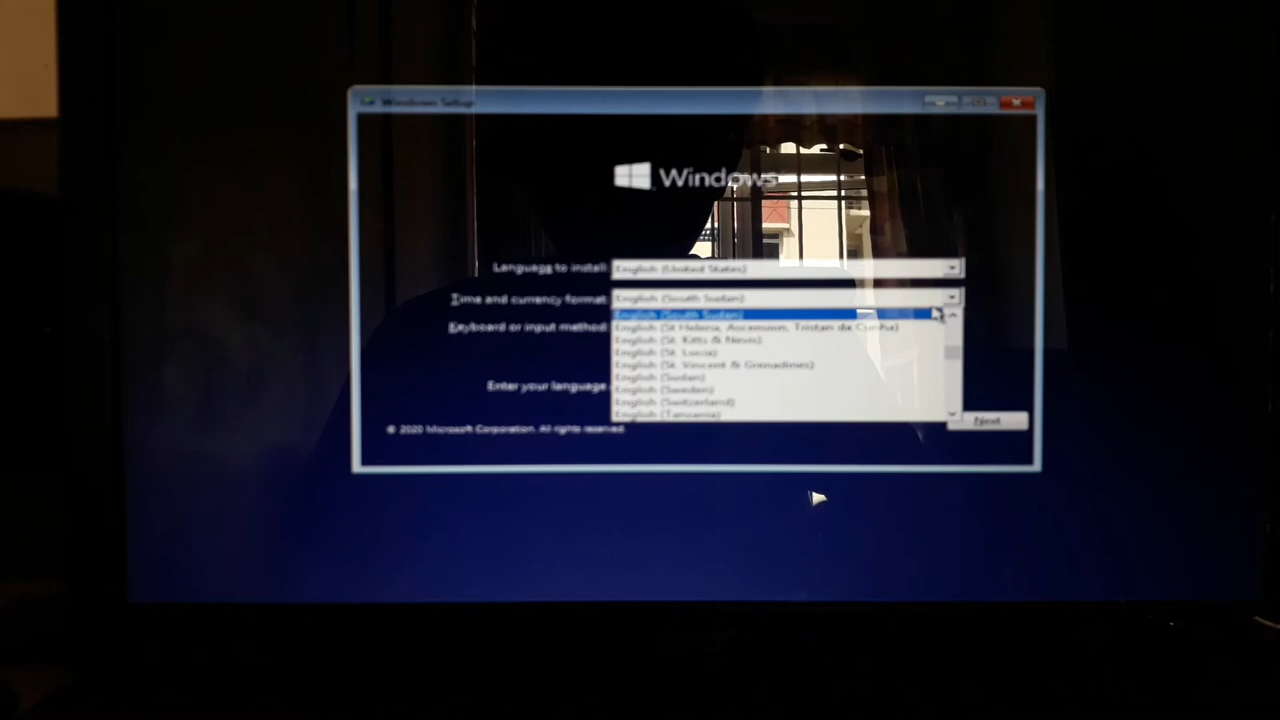 Windows Setup
Windows
Language to install: English (United States)
Time and currency format: English (South Sudan)
English (South Sudan)
Keyboard or input method:
English (St Helena, Ascension, Tristan da Cunha)
English (St. Kitts & Nevis)
English (St. Lucia)
English (St. Vincent & Grenadines)
English (Sudan)
Enter your language
English (Sweden)
English (Switzerland)
English (Tanzania)
Next
© 2020 Microsoft Corporation. All rights reserved.